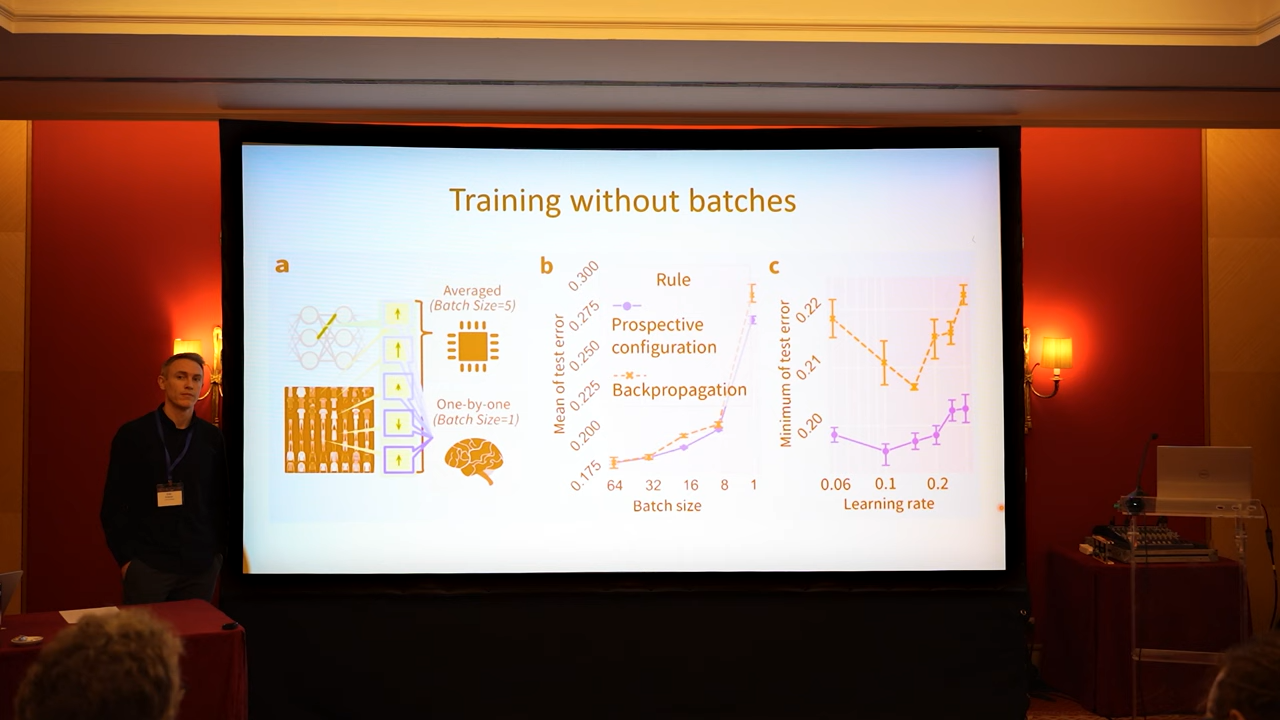 Training without batches
a
Averaged
(Batch Size=5)
One-by-one
(Batch Size=1)
b
Mean of test error
0.300
0.275
0.250
0.225
0.200
0.175
Rule
Prospective
configuration
Backpropagation
64 32 16 8 1
Batch size
c
Minimum of test error
0.22
0.21
0.20
0.06 0.1 0.2
Learning rate